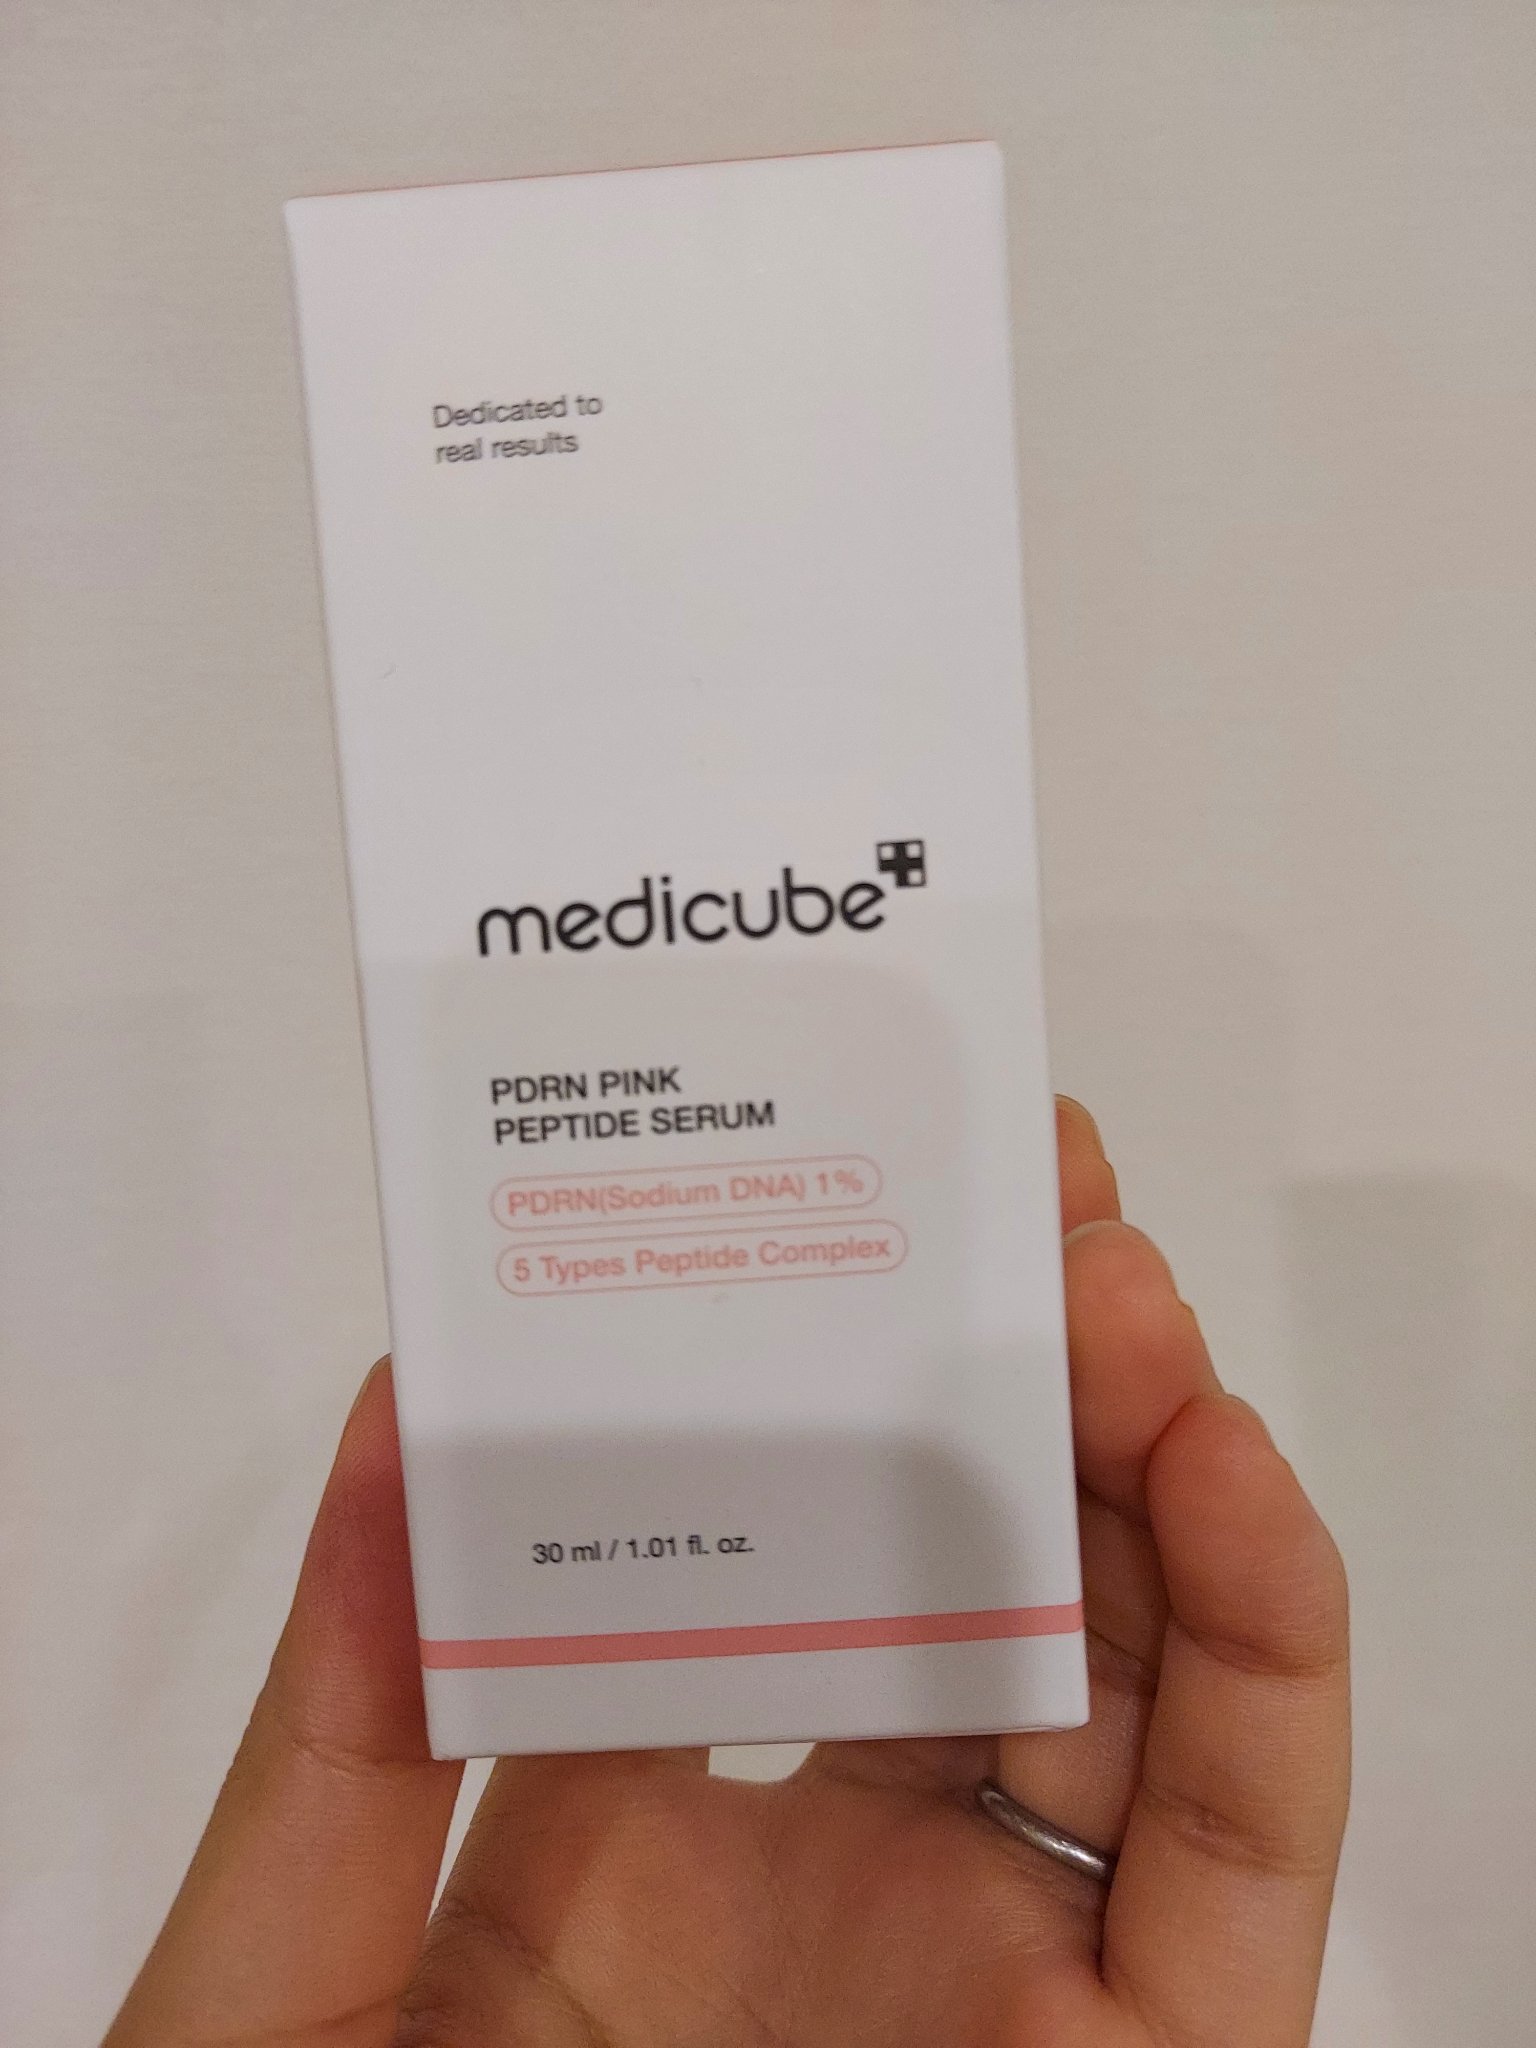 Dedicated to
real results
medicube
PDRN PINK
PEPTIDE SERUM
PDRN(Sodium DNA) 1%
5 Types Peptide Complex
30 ml / 1.01 fl. oz.